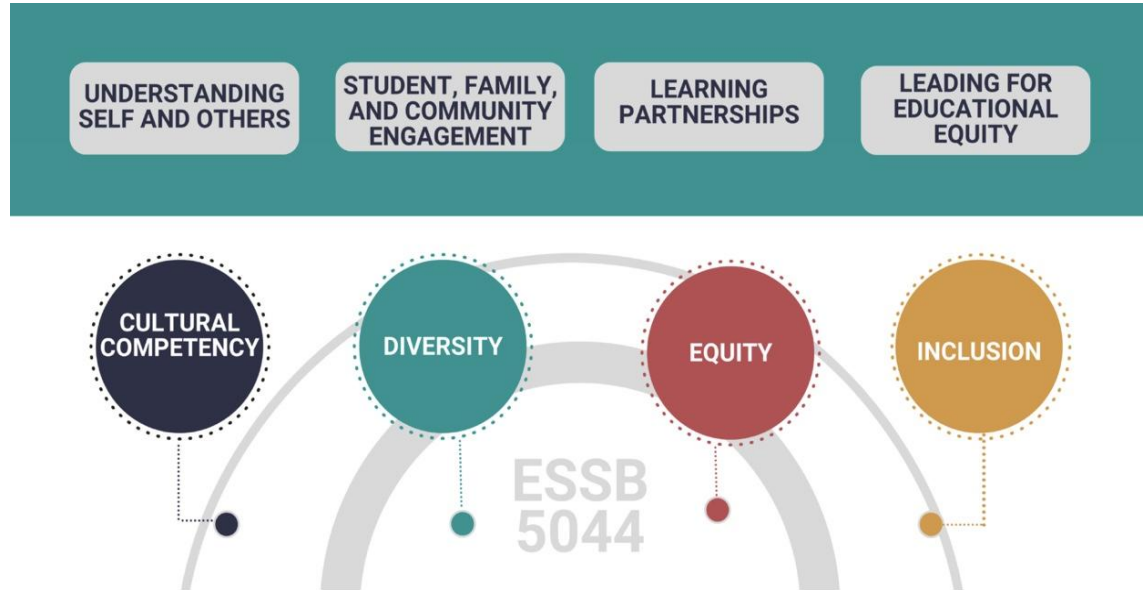 UNDERSTANDING
SELF AND OTHERS
STUDENT, FAMILY,
AND COMMUNITY
ENGAGEMENT
LEARNING
PARTNERSHIPS
LEADING FOR
EDUCATIONAL
EQUITY
CULTURAL
COMPETENCY
DIVERSITY
EQUITY
INCLUSION
ESSB
5044